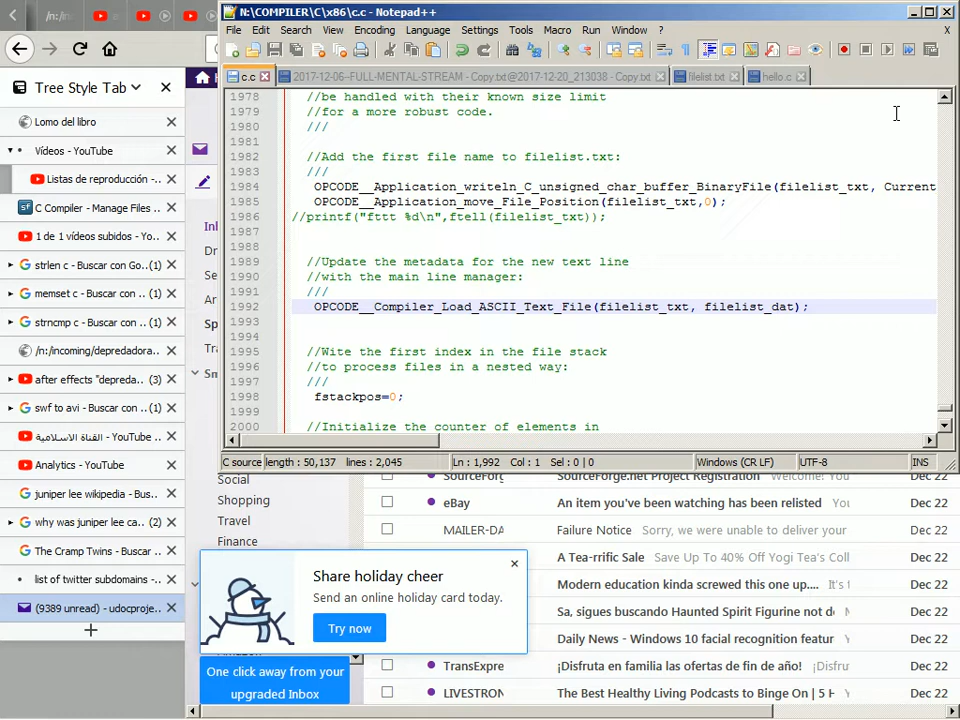 /n:/in
N:\COMPILER\C\x86\c.c - Notepad++
File Edit Search View Encoding Language Settings Tools Macro Run Window ?
X
c.c
2017-12-06-FULL-MENTAL-STREAM - Copy.txt@2017-12-20_213038 - Copy.txt
filelist.txt
hello.c
Tree Style Tab
Lomo del libro
Vídeos - YouTube
Listas de reproducción -..
C Compiler - Manage Files ..
1 de 1 vídeos subidos - Yo..
strlen c - Buscar con Go.. (1)
memset c - Buscar con .. (1)
strncmp c - Buscar con.. (1)
/n:/incoming/depredadora..
after effects "depreda.. (3)
swf to avi - Buscar con ..(1)
القناة الاسلامية - YouTube ..
Analytics - YouTube
juniper lee wikipedia - Bus..
why was juniper lee ca.. (2)
The Cramp Twins - Buscar ..
list of twitter subdomains -..
(9389 unread) - udocproje..
Home
1978 //be handled with their known size limit
1979 //for a more robust code.
1980 ///
1981
1982 //Add the first file name to filelist.txt:
1983 ///
1984 OPCODE__Application_writeln_C_unsigned_char_buffer_BinaryFile(filelist_txt, Current
1985 OPCODE__Application_move_File_Position(filelist_txt,0);
1986 //printf("fttt %d\n",ftell(filelist_txt));
1987
1988
1989 //Update the metadata for the new text line
1990 //with the main line manager:
1991 ///
1992 OPCODE__Compiler_Load_ASCII_Text_File(filelist_txt, filelist_dat);
1993
1994
1995 //Wite the first index in the file stack
1996 //to process files in a nested way:
1997 ///
1998 fstackpos=0;
1999
2000 //Initialize the counter of elements in
C source length : 50,137 lines : 2,045 Ln : 1,992 Col : 1 Sel : 0 | 0 Windows (CR LF) UTF-8 INS
Inl
Dr
Se
Ar
Sp
Tra
Sm
Social
Shopping
Travel
Finance
SourceForg SourceForge.net Project Registration Welcome! You Dec 22
eBay An item you've been watching has been relisted You Dec 22
MAILER-DA Failure Notice Sorry, we were unable to deliver your Dec 22
A Tea-rrific Sale Save Up To 40% Off Yogi Tea's Coll Dec 22
Modern education kinda screwed this one up.... It's t Dec 22
Sa, sigues buscando Haunted Spirit Figurine not do Dec 22
Daily News - Windows 10 facial recognition featur Dec 22
TransExpre ¡Disfruta en familia las ofertas de fin de año! ¡Disfru Dec 22
LIVESTRON The Best Healthy Living Podcasts to Binge On | 5 H Dec 22
Share holiday cheer
Send an online holiday card today.
Try now
One click away from your
upgraded Inbox